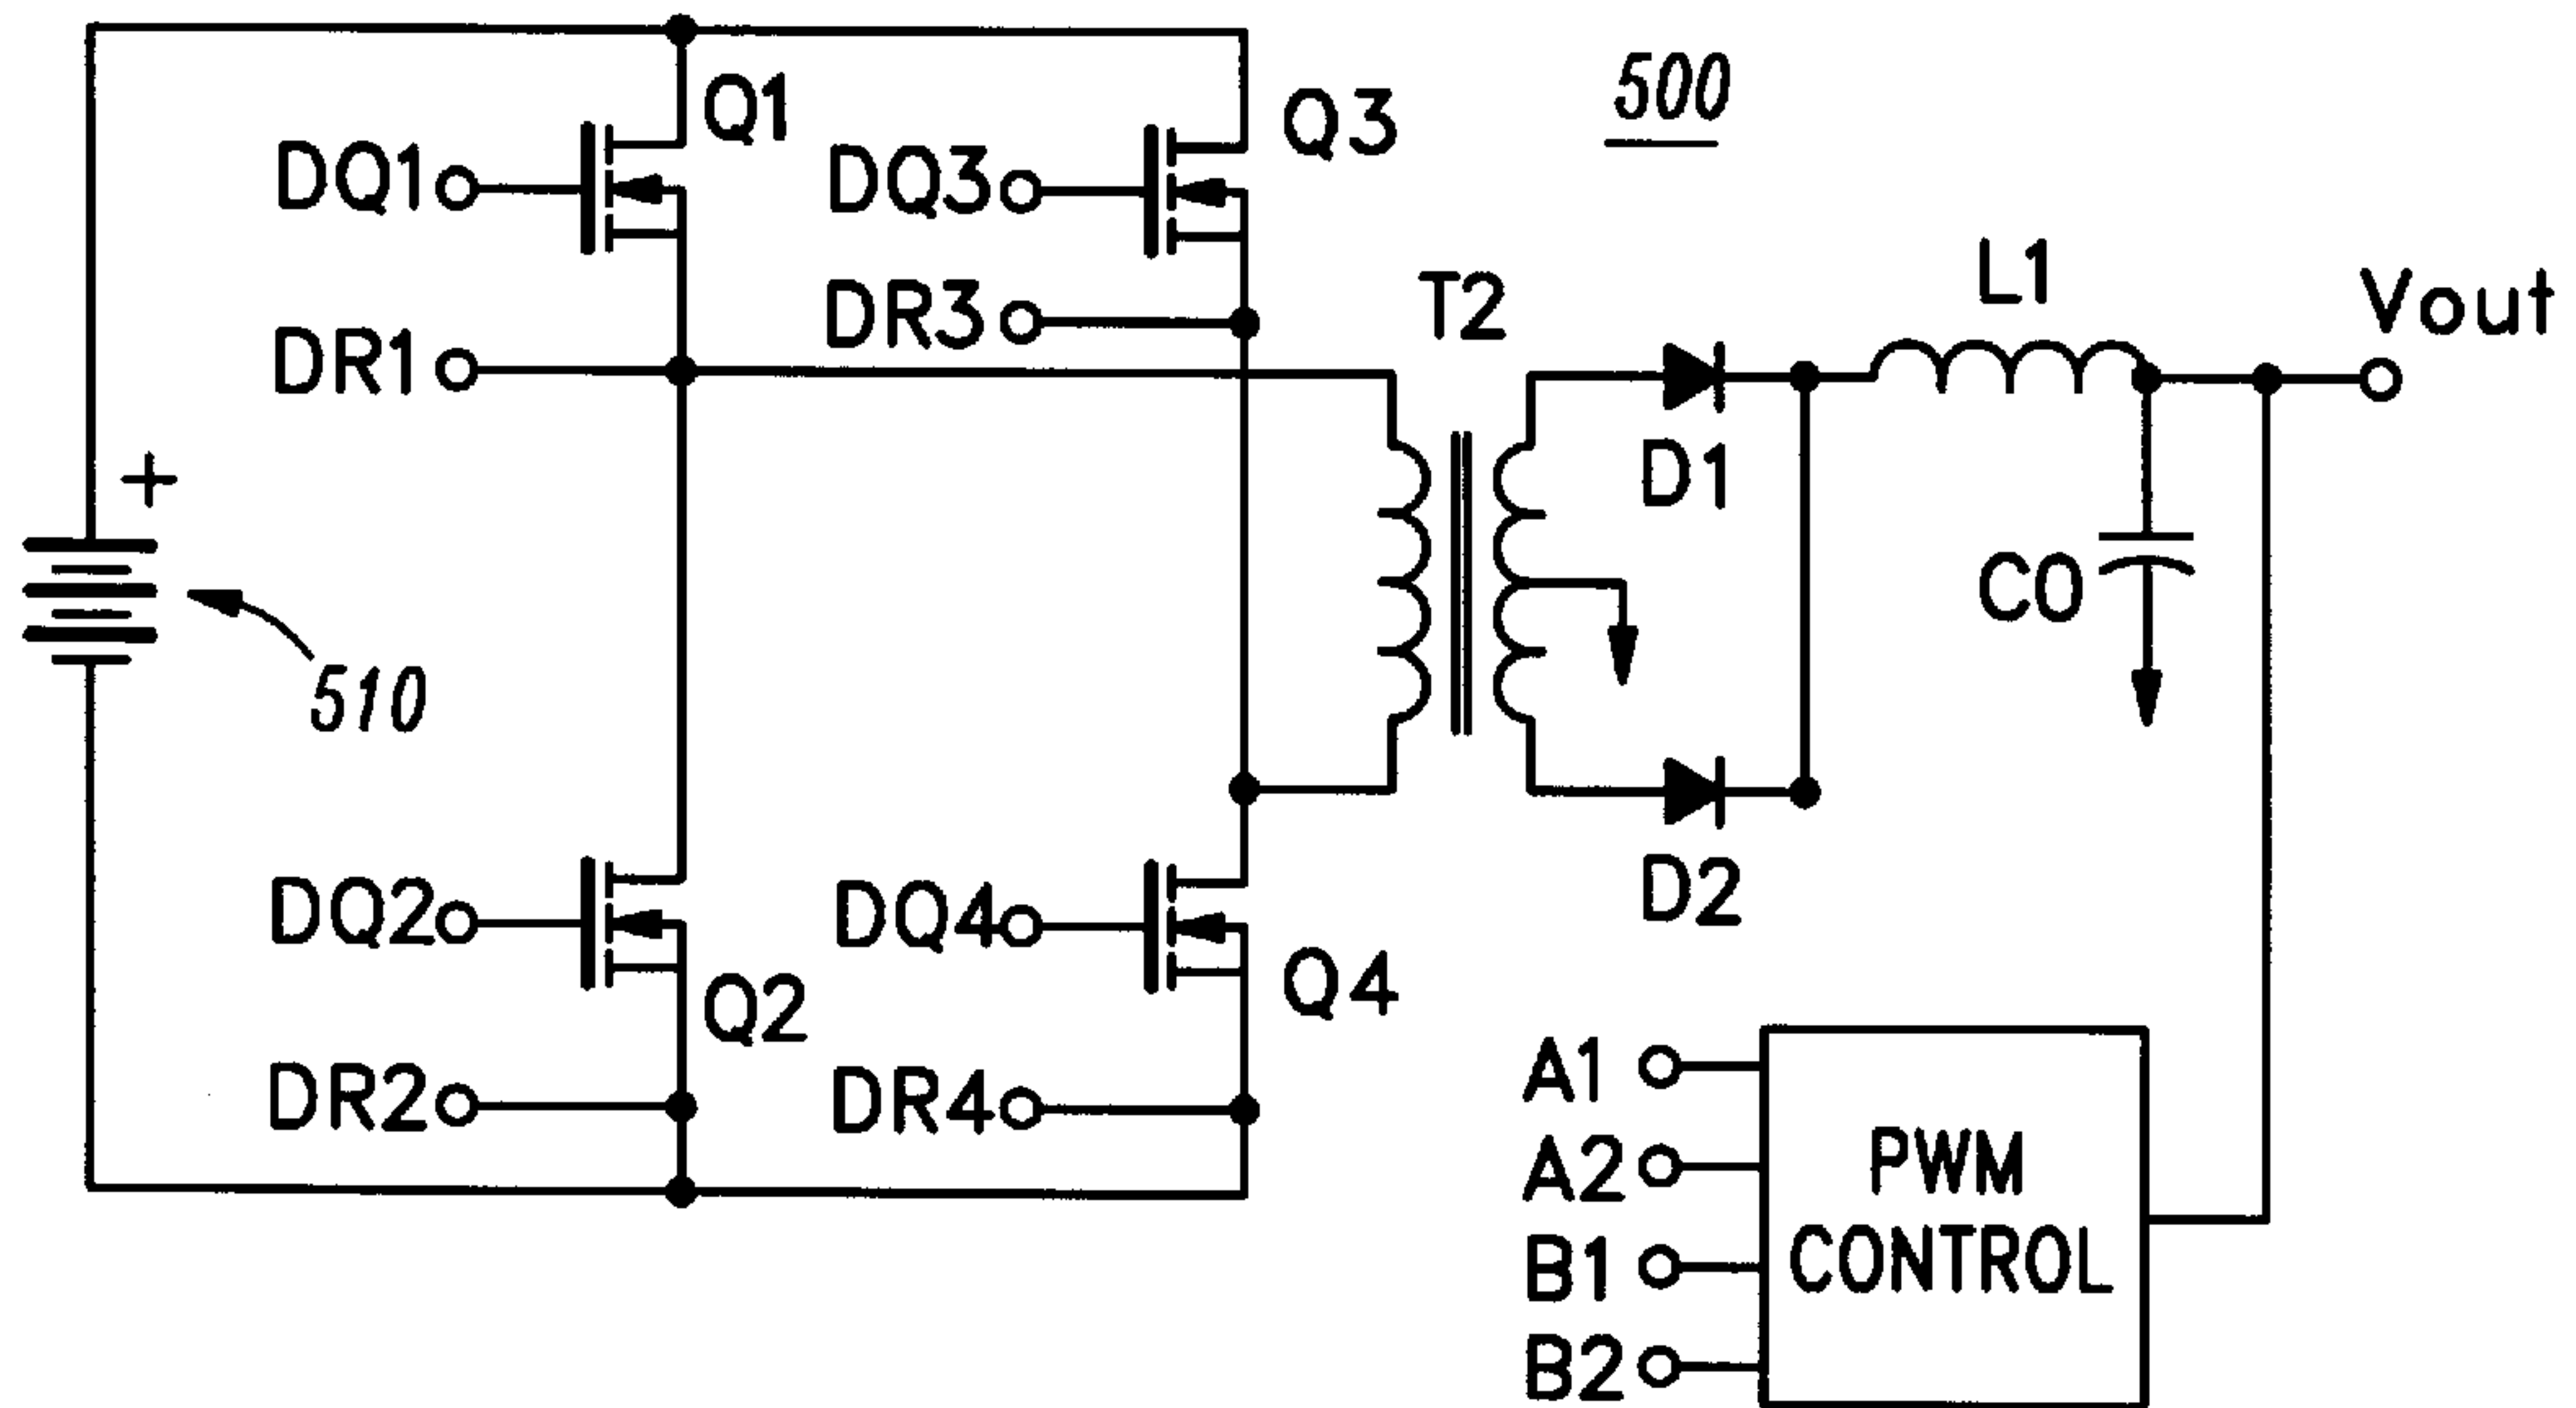 500
Q1
Q3
DQ1
DQ3
DR3
DR1
T2
L1
Vout
+
D1
C0
510
DQ2
DQ4
D2
Q2
Q4
DR2
DR4
A1
A2
B1
B2
PWM
CONTROL